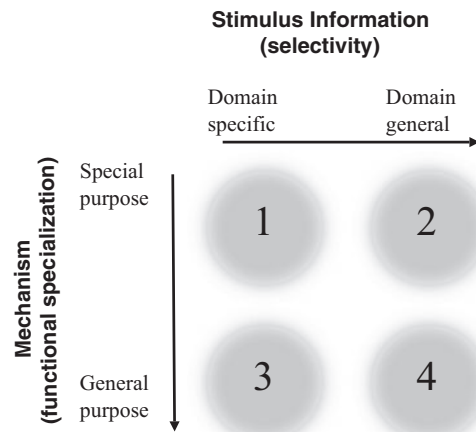 Stimulus Information
(selectivity)
Domain
specific
Domain
general
Mechanism
(functional specialization)
Special
purpose
1
2
General
purpose
3
4